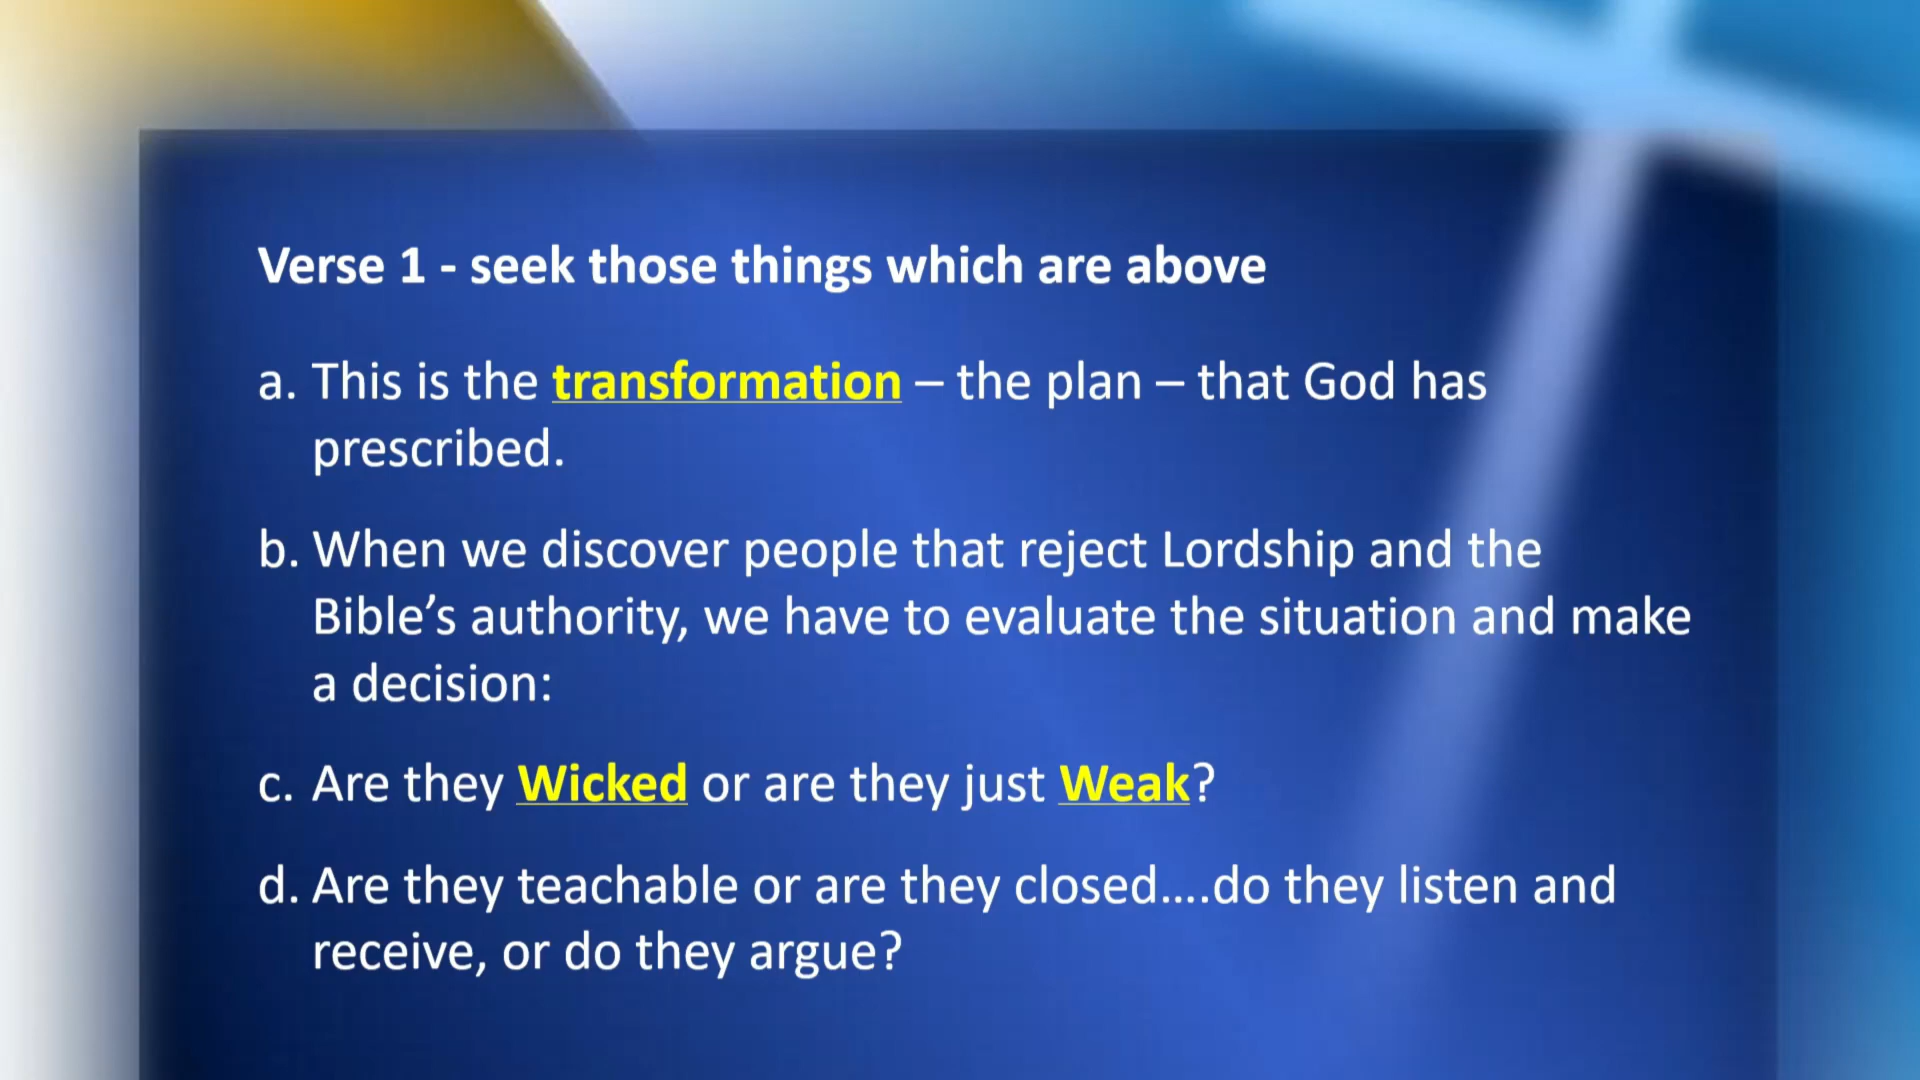 Verse 1 - seek those things which are above
a. This is the transformation – the plan – that God has
prescribed.
b. When we discover people that reject Lordship and the
Bible’s authority, we have to evaluate the situation and make
a decision:
c. Are they Wicked or are they just Weak?
d. Are they teachable or are they closed....do they listen and
receive, or do they argue?